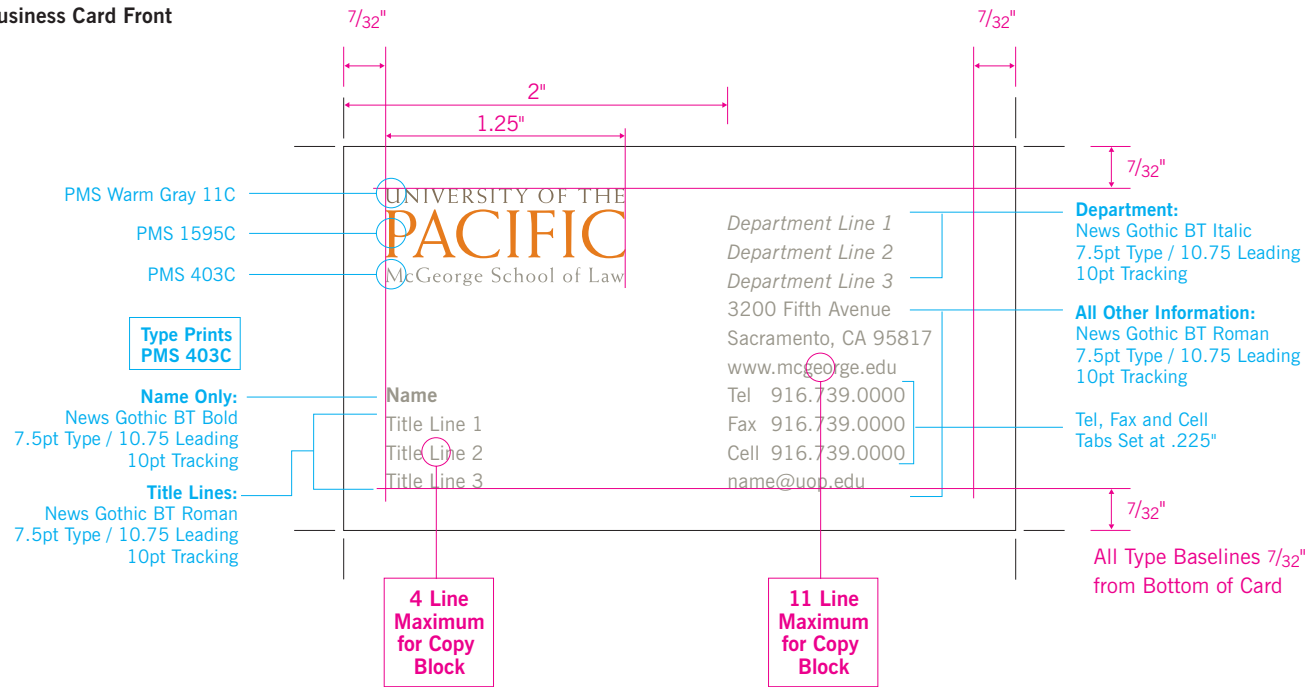 usiness Card Front
7/32"
7/32"
2"
1.25"
7/32"
PMS Warm Gray 11C
PMS 1595C
PMS 403C
Type Prints
PMS 403C
Name Only:
News Gothic BT Bold
7.5pt Type / 10.75 Leading
10pt Tracking
Title Lines:
News Gothic BT Roman
7.5pt Type / 10.75 Leading
10pt Tracking
UNIVERSITY OF THE
PACIFIC
McGeorge School of Law
Name
Title Line 1
Title Line 2
Title Line 3
Department Line 1
Department Line 2
Department Line 3
3200 Fifth Avenue
Sacramento, CA 95817
www.mcgeorge.edu
Tel 916.739.0000
Fax 916.739.0000
Cell 916.739.0000
name@uop.edu
Department:
News Gothic BT Italic
7.5pt Type / 10.75 Leading
10pt Tracking
All Other Information:
News Gothic BT Roman
7.5pt Type / 10.75 Leading
10pt Tracking
Tel, Fax and Cell
Tabs Set at .225"
7/32"
All Type Baselines 7/32"
from Bottom of Card
4 Line
Maximum
for Copy
Block
11 Line
Maximum
for Copy
Block